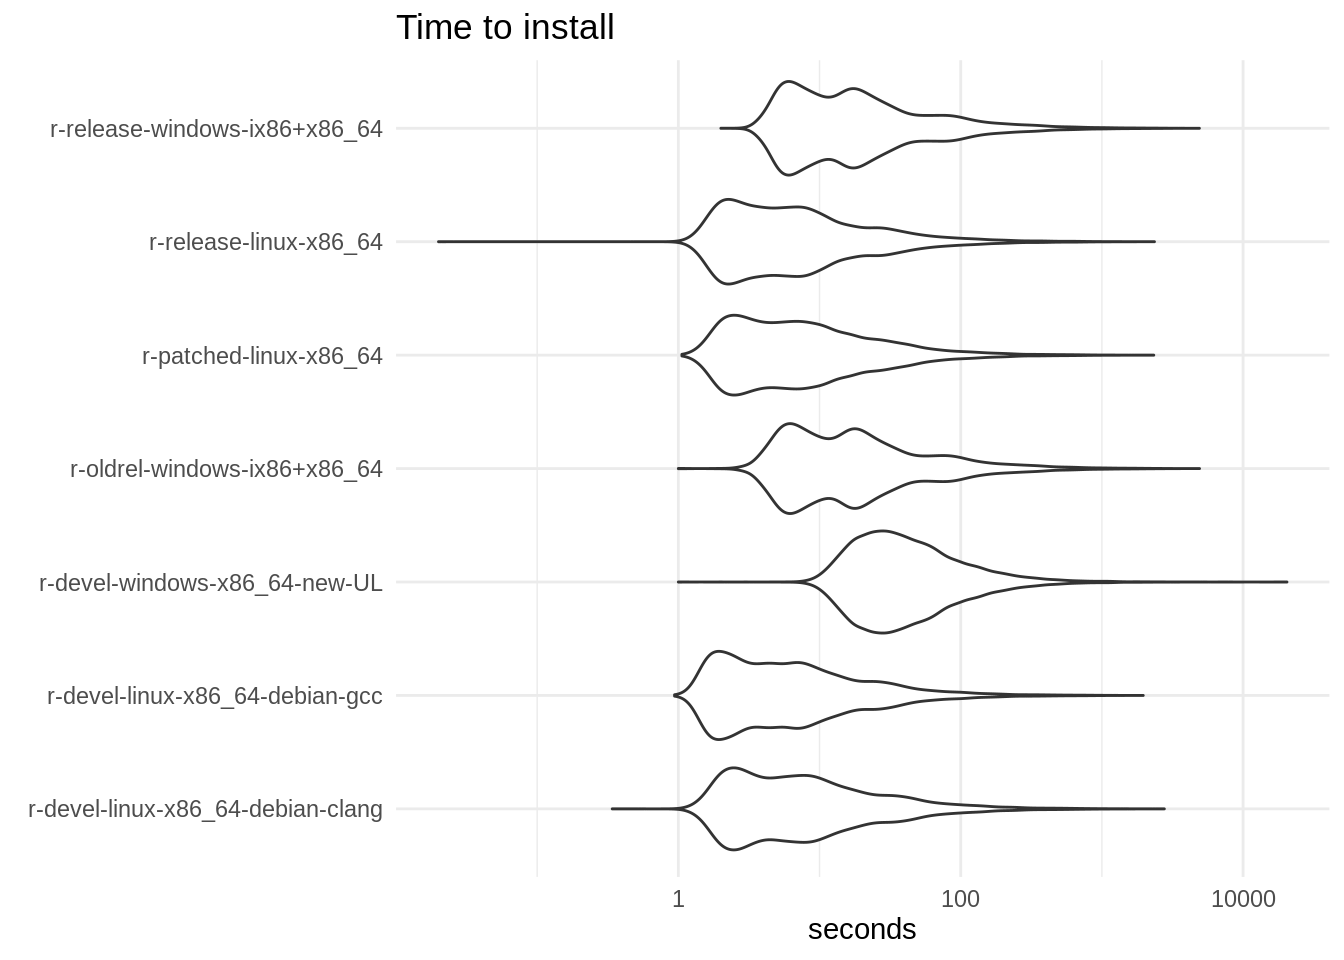 Time to install
r-release-windows-ix86+x86_64
r-release-linux-x86_64
r-patched-linux-x86_64
r-oldrel-windows-ix86+x86_64
r-devel-windows-x86_64-new-UL
r-devel-linux-x86_64-debian-gcc
r-devel-linux-x86_64-debian-clang
1 100 10000
seconds